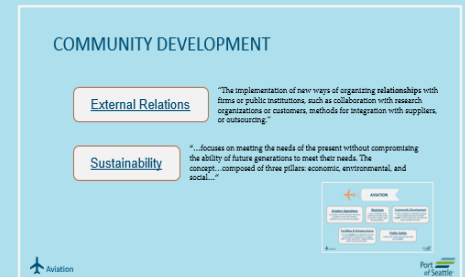 COMMUNITY DEVELOPMENT
External Relations
"The implementation of new ways of organizing relationships with
firms or public institutions, such as collaboration with research
organizations or customers, methods for integration with suppliers,
or outsourcing."
Sustainability
"…focuses on meeting the needs of the present without compromising
the ability of future generations to meet their needs. The
concept…composed of three pillars: economic, environmental, and
social…"
AVIATION
Aviation
Port
of Seattle